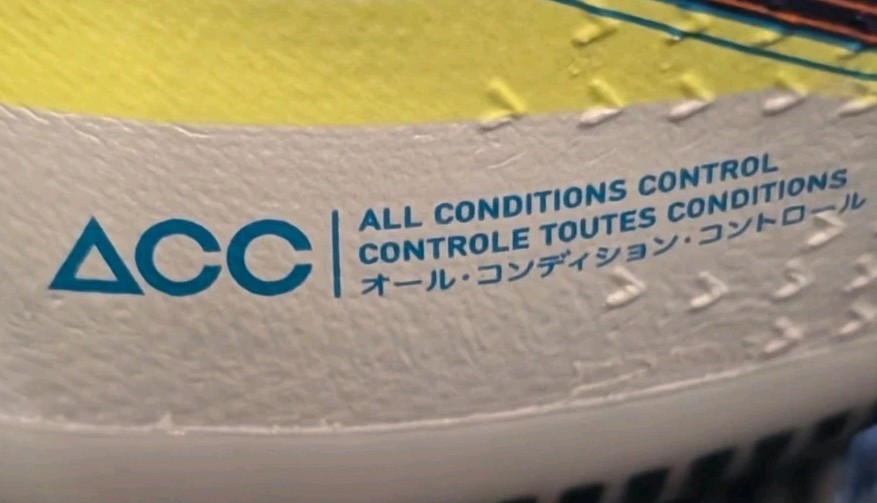 ACC
ALL CONDITIONS CONTROL
CONTROLE TOUTES CONDITIONS
オール・コンディション・コントロール